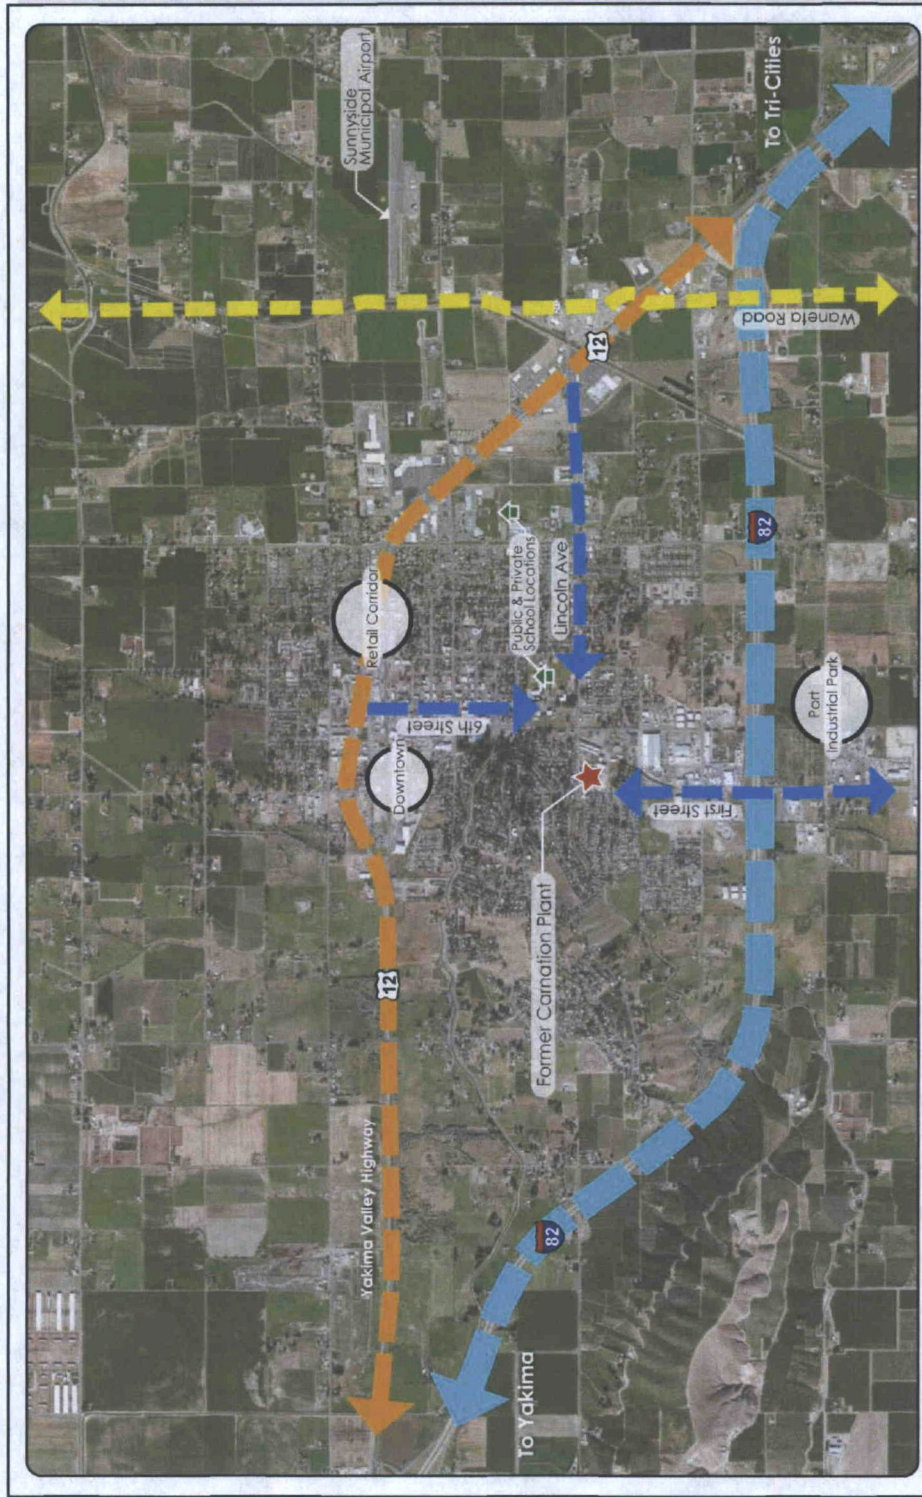 Sunnyside
Municipal Airport
Yakima Valley Highway
Retail Corridor
12
Downtown
6th Street
Public & Private
School Locations
To Yakima
Former Carnation Plant
82
Lincoln Ave
12
First Street
Waneta Road
82
To Tri-Cities
Port
Industrial Park